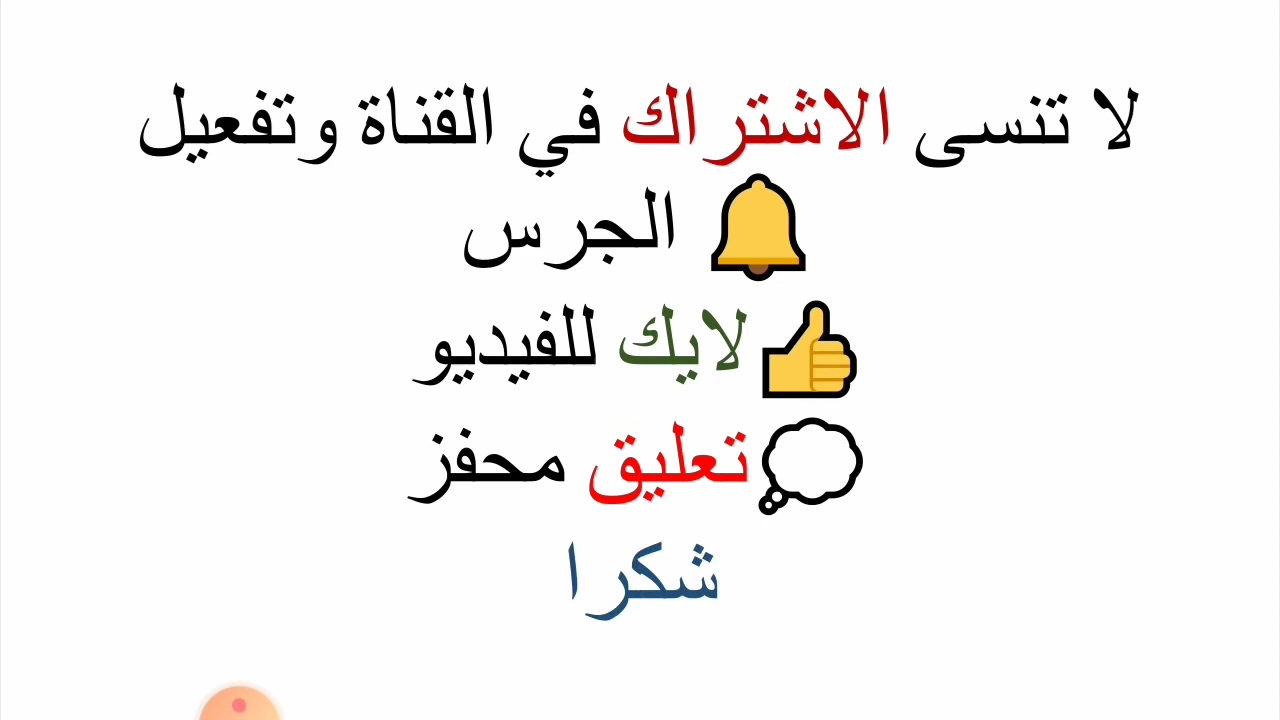 لا تنسى الاشتراك في القناة وتفعيل
🔔 الجرس
👍لايك للفيديو
💭تعليق محفز
شكرا